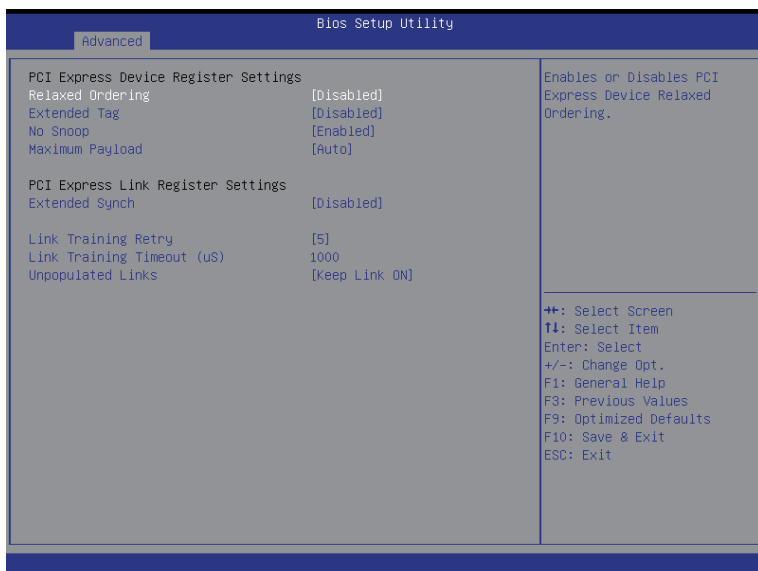 Bios Setup Utility
Advanced
PCI Express Device Register Settings
Relaxed Ordering [Disabled]
Extended Tag [Disabled]
No Snoop [Enabled]
Maximum Payload [Auto]
PCI Express Link Register Settings
Extended Synch [Disabled]
Link Training Retry [5]
Link Training Timeout (uS) 1000
Unpopulated Links [Keep Link ON]
Enables or Disables PCI
Express Device Relaxed
Ordering.
→←: Select Screen
↑↓: Select Item
Enter: Select
+/-: Change Opt.
F1: General Help
F3: Previous Values
F9: Optimized Defaults
F10: Save & Exit
ESC: Exit